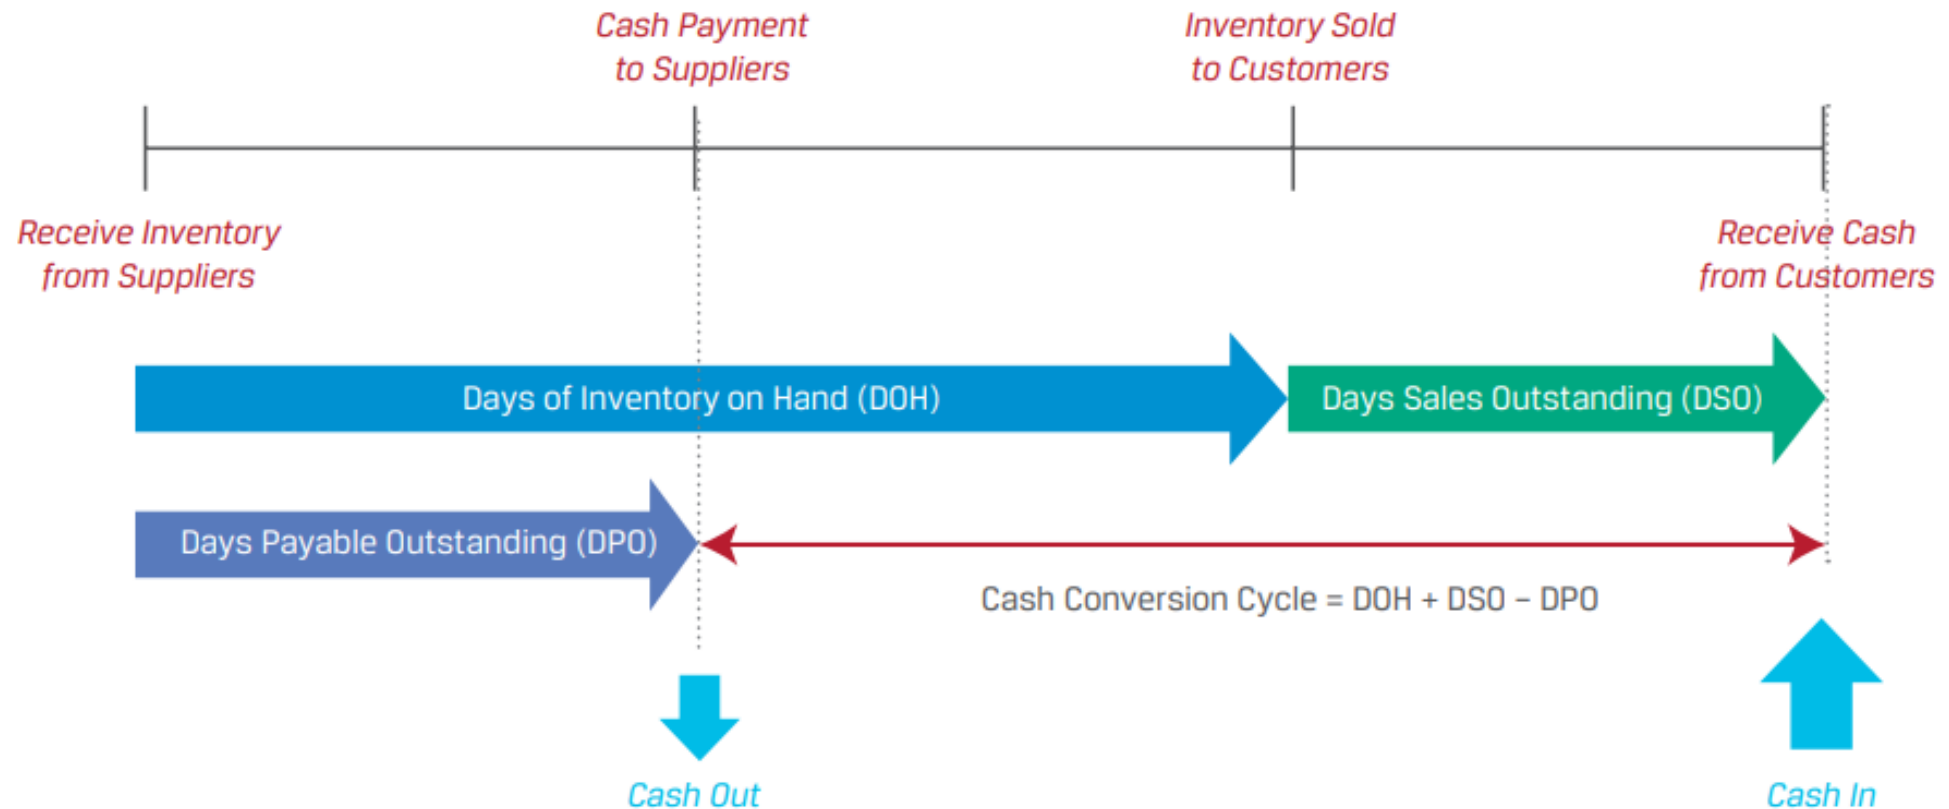 Cash Payment
to Suppliers
Inventory Sold
to Customers
Receive Inventory
from Suppliers
Receive Cash
from Customers
Days of Inventory on Hand (DOH)
Days Sales Outstanding (DSO)
Days Payable Outstanding (DPO)
Cash Conversion Cycle = DOH + DSO – DPO
Cash Out
Cash In